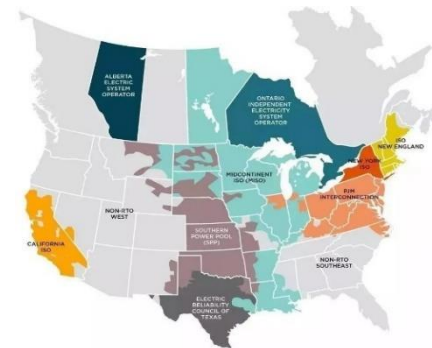 ALBERTA
ELECTRIC
SYSTEM
OPERATOR
ONTARIO
INDEPENDENT
ELECTRICITY
SYSTEM
OPERATOR
ISO
NEW ENGLAND
NEW YORK
ISO
MIDCONTINENT
ISO (MISO)
PJM
INTERCONNECTION
NON-RTO
WEST
CALIFORNIA
ISO
SOUTHERN
POWER POOL
(SPP)
NON-RTO
SOUTHEAST
ELECTRIC
RELIABILITY
COUNCIL OF
TEXAS